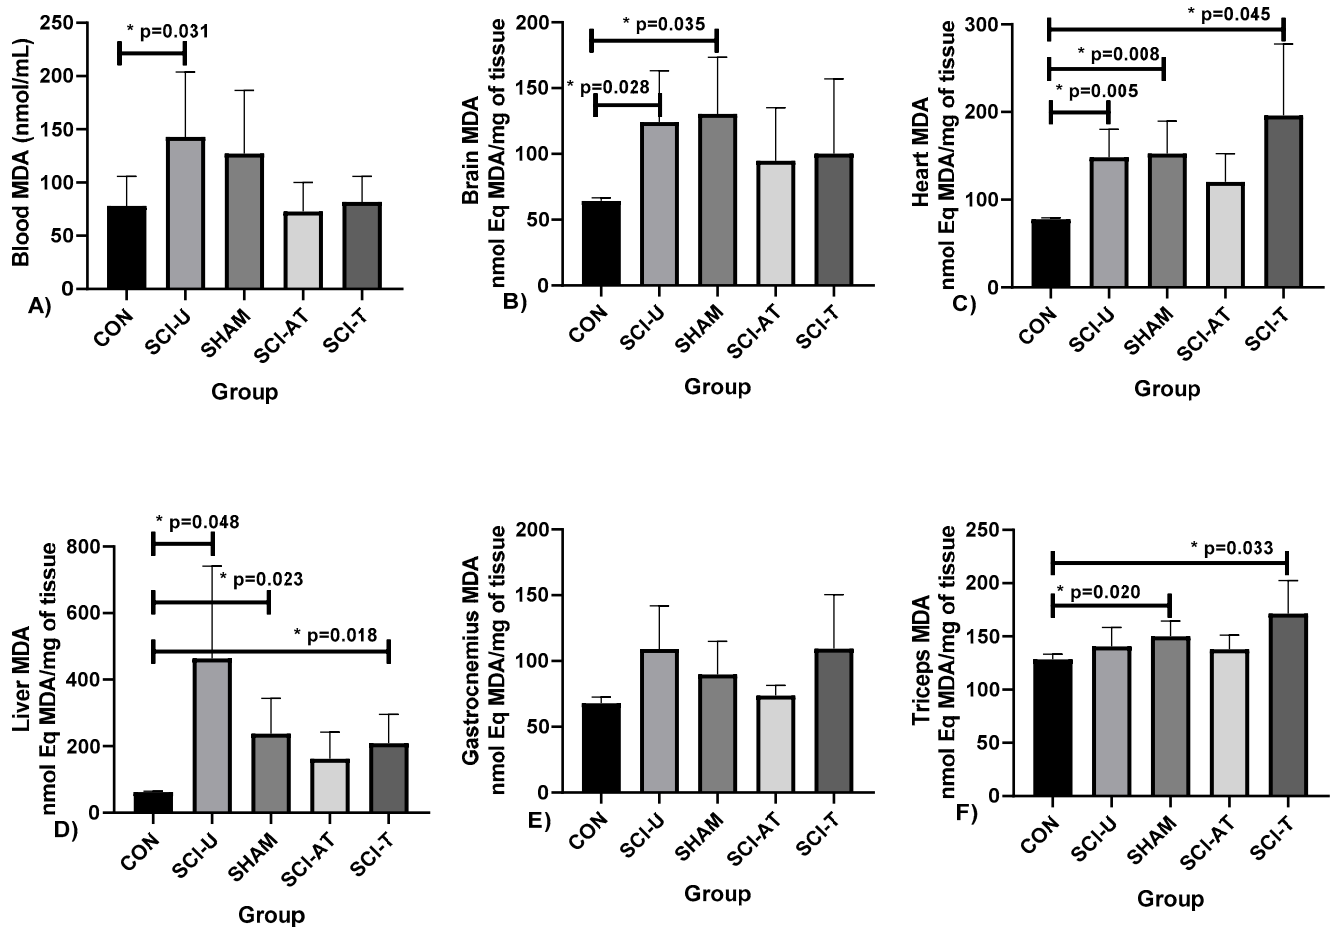 Blood MDA (nmol/mL)
250
200
150
100
50
0
* p=0.031
A)
CON
SCI-U
SHAM
SCI-AT
SCI-T
Group
Brain MDA
nmol Eq MDA/mg of tissue
200
150
100
50
0
* p=0.035
* p=0.028
B)
CON
SCI-U
SHAM
SCI-AT
SCI-T
Group
Heart MDA
nmol Eq MDA/mg of tissue
300
200
100
0
* p=0.045
* p=0.008
* p=0.005
C)
CON
SCI-U
SHAM
SCI-AT
SCI-T
Group
Liver MDA
nmol Eq MDA/mg of tissue
800
600
400
200
0
* p=0.048
* p=0.023
* p=0.018
D)
CON
SCI-U
SHAM
SCI-AT
SCI-T
Group
Gastrocnemius MDA
nmol Eq MDA/mg of tissue
200
150
100
50
0
E)
CON
SCI-U
SHAM
SCI-AT
SCI-T
Group
Triceps MDA
nmol Eq MDA/mg of tissue
250
200
150
100
50
0
* p=0.033
* p=0.020
F)
CON
SCI-U
SHAM
SCI-AT
SCI-T
Group